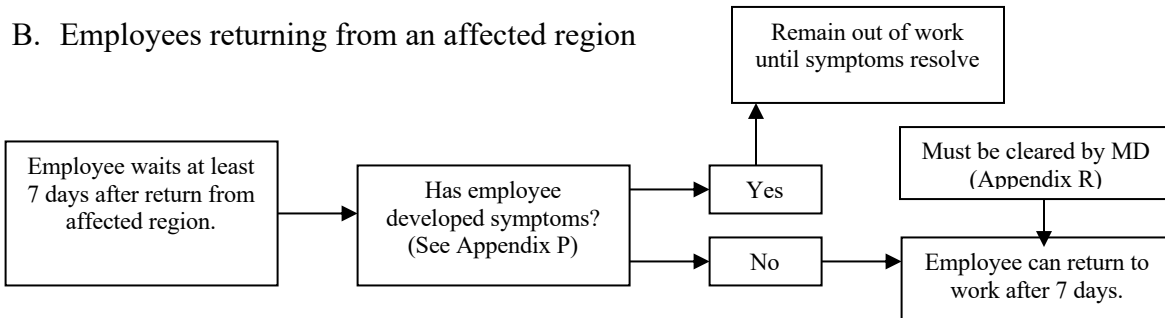 B. Employees returning from an affected region
Remain out of work
until symptoms resolve
Employee waits at least
7 days after return from
affected region.
Has employee
developed symptoms?
(See Appendix P)
Yes
No
Must be cleared by MD
(Appendix R)
Employee can return to
work after 7 days.